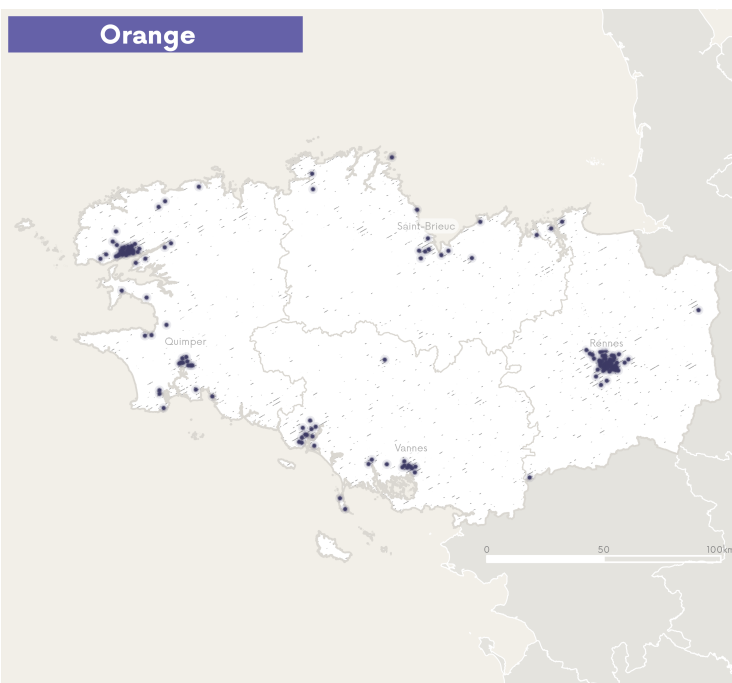 Orange
Saint-Brieuc
Quimper
Rennes
Vannes
0 50 100km